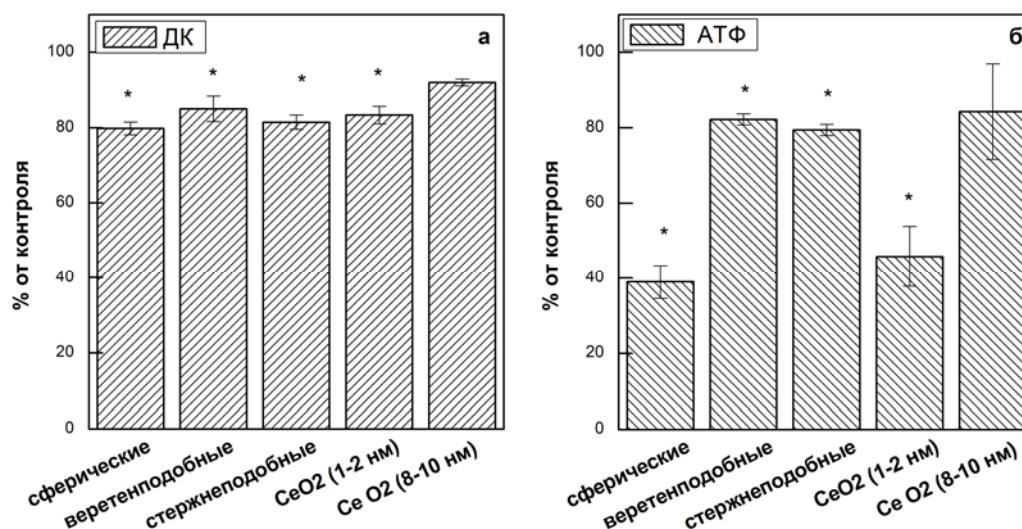 ДК
а
% от контроля
100
80
60
40
20
0
*
*
*
*
сферические
веретенподобные
стержнеподобные
CeO2 (1-2 нм)
Ce O2 (8-10 нм)
АТФ
б
% от контроля
100
80
60
40
20
0
*
*
*
*
сферические
веретенподобные
стержнеподобные
CeO2 (1-2 нм)
Ce O2 (8-10 нм)